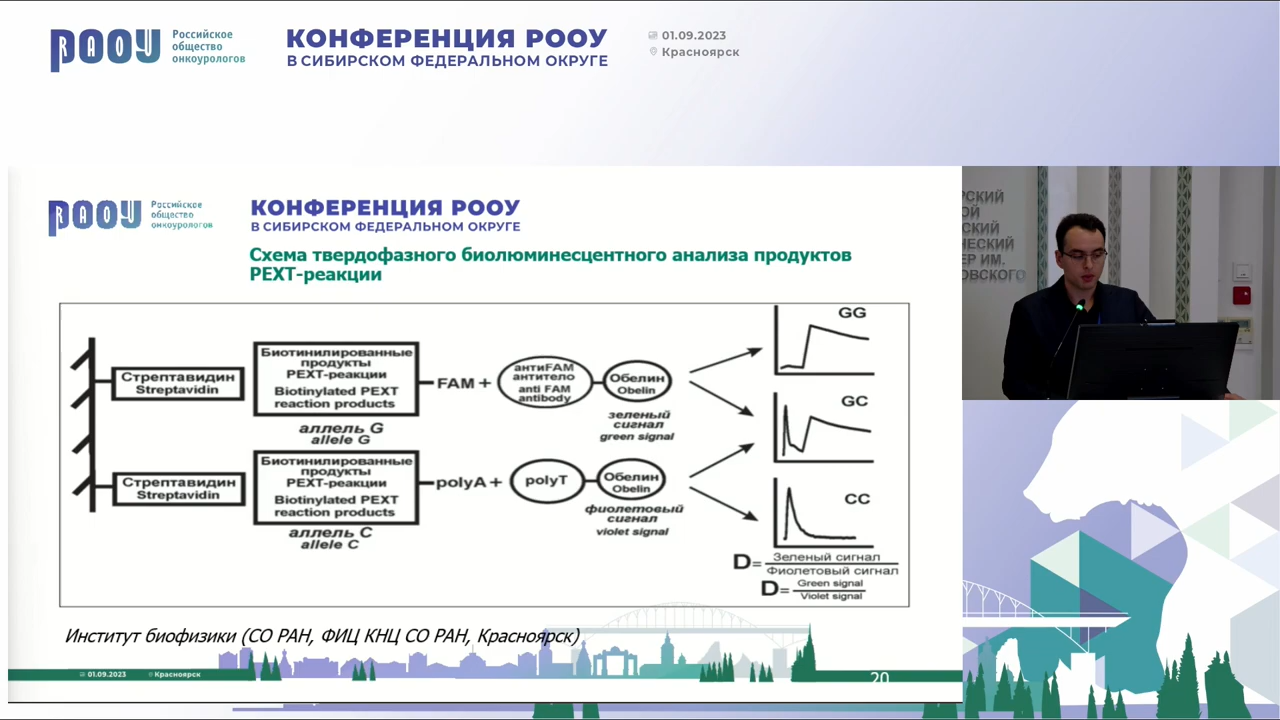 РООУ
RAOU
Российское
общество
онкоурологов
КОНФЕРЕНЦИЯ РООУ
В СИБИРСКОМ ФЕДЕРАЛЬНОМ ОКРУГЕ
01.09.2023
Красноярск
Российское
общество
онкоурологов
КОНФЕРЕНЦИЯ РООУ
В СИБИРСКОМ ФЕДЕРАЛЬНОМ ОКРУГЕ
Схема твердофазного биолюминесцентного анализа продуктов
PEXT-реакции
Стрептавидин
Streptavidin
Биотинилированные
продукты
PEXT-реакции
Biotinylated PEXT
reaction products
FAM +
антиFAM
антитело
anti FAM
antibody
Обелин
Obelin
зеленый
сигнал
green signal
аллель G
allele G
Стрептавидин
Streptavidin
Биотинилированные
продукты
PEXT-реакции
Biotinylated PEXT
reaction products
polyA +
polyT
Обелин
Obelin
фиолетовый
сигнал
violet signal
аллель C
allele C
GG
GC
CC
D= Зеленый сигнал
Фиолетовый сигнал
D= Green signal
Violet signal
Институт биофизики (СО РАН, ФИЦ КНЦ СО РАН, Красноярск)
01.09.2023
Красноярск
20